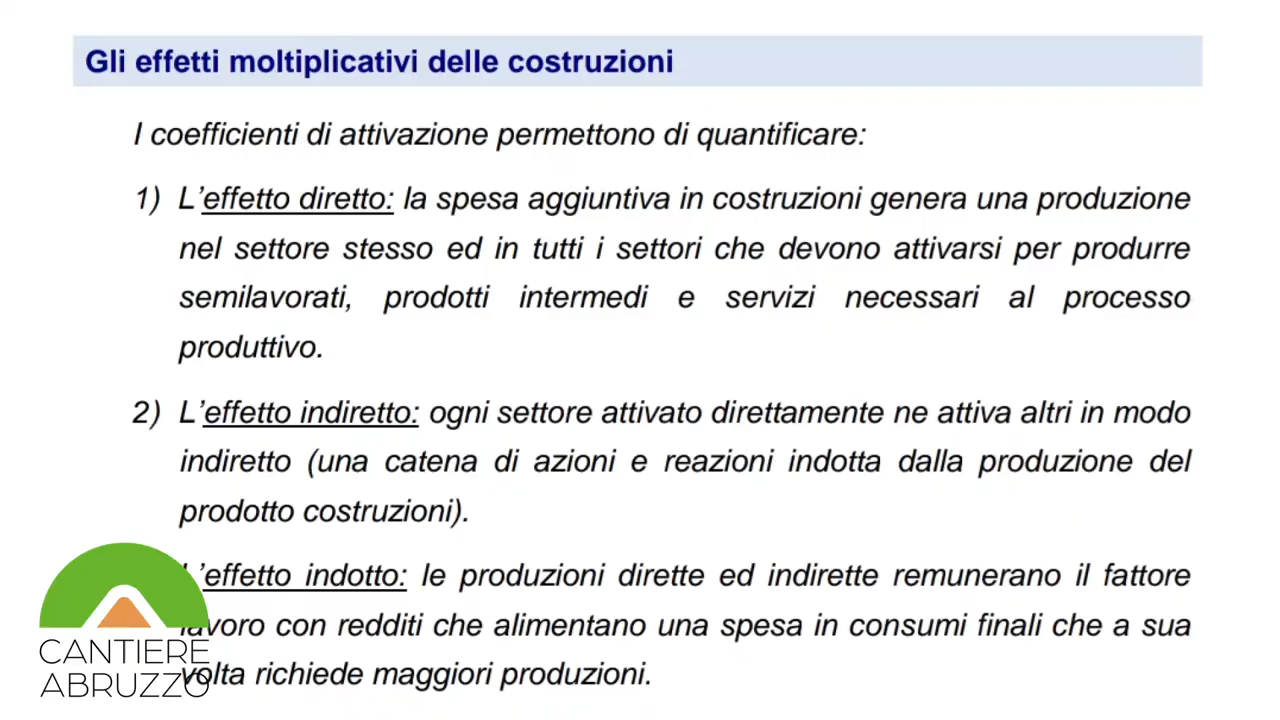 Gli effetti moltiplicativi delle costruzioni
I coefficienti di attivazione permettono di quantificare:
1) L'effetto diretto: la spesa aggiuntiva in costruzioni genera una produzione
nel settore stesso ed in tutti i settori che devono attivarsi per produrre
semilavorati, prodotti intermedi e servizi necessari al processo
produttivo.
2) L'effetto indiretto: ogni settore attivato direttamente ne attiva altri in modo
indiretto (una catena di azioni e reazioni indotta dalla produzione del
prodotto costruzioni).
L'effetto indotto: le produzioni dirette ed indirette remunerano il fattore
lavoro con redditi che alimentano una spesa in consumi finali che a sua
volta richiede maggiori produzioni.
CANTIERE
ABRUZZO